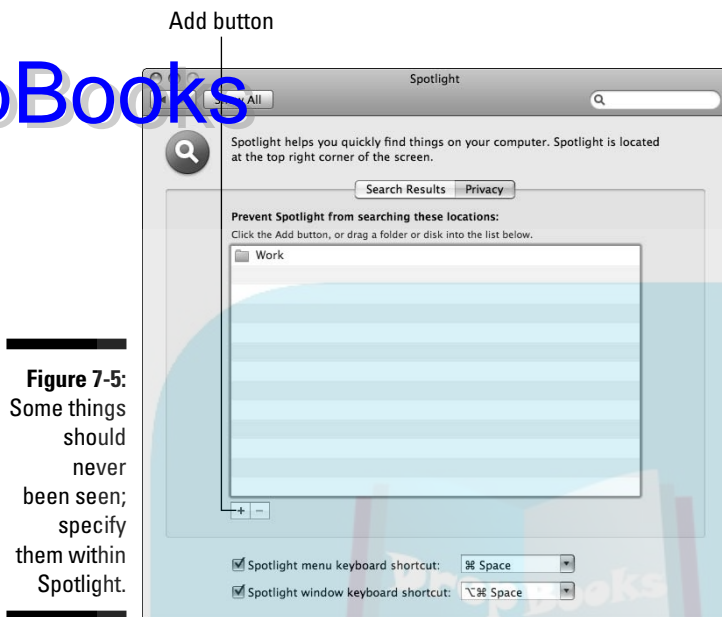 Add button
pBooks
Spotlight
Show All
Spotlight helps you quickly find things on your computer. Spotlight is located
at the top right corner of the screen.
Search Results Privacy
Prevent Spotlight from searching these locations:
Click the Add button, or drag a folder or disk into the list below.
Work
+ −
Figure 7-5:
Some things
should
never
been seen;
specify
them within
Spotlight.
Spotlight menu keyboard shortcut: ⌘ Space
Spotlight window keyboard shortcut: ⌥⌘ Space
DropBooks